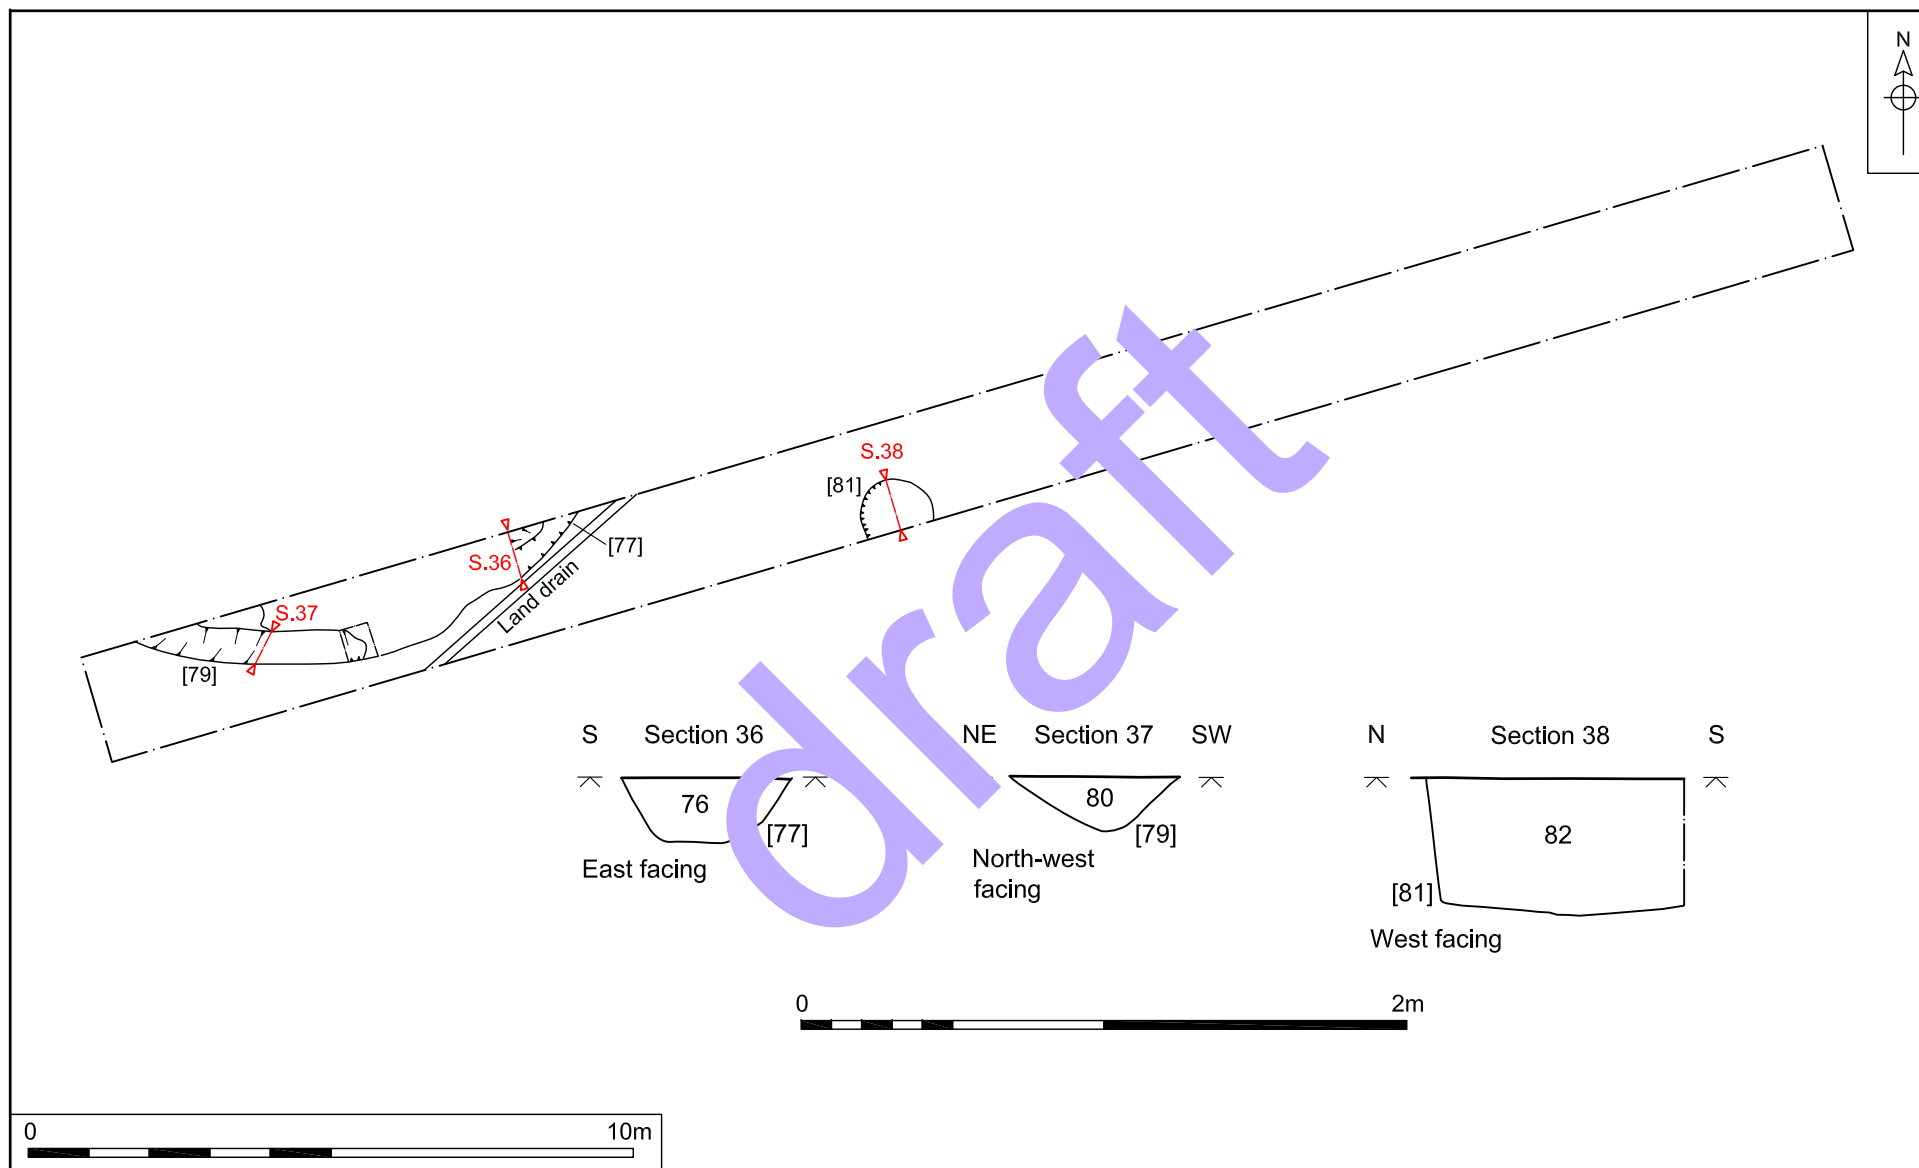 N
S.38
[81]
[77]
S.36
Land drain
S.37
[79]
draft
S Section 36
76
[77]
East facing
NE Section 37 SW
80
[79]
North-west
facing
N Section 38 S
82
[81]
West facing
0 2m
0 10m